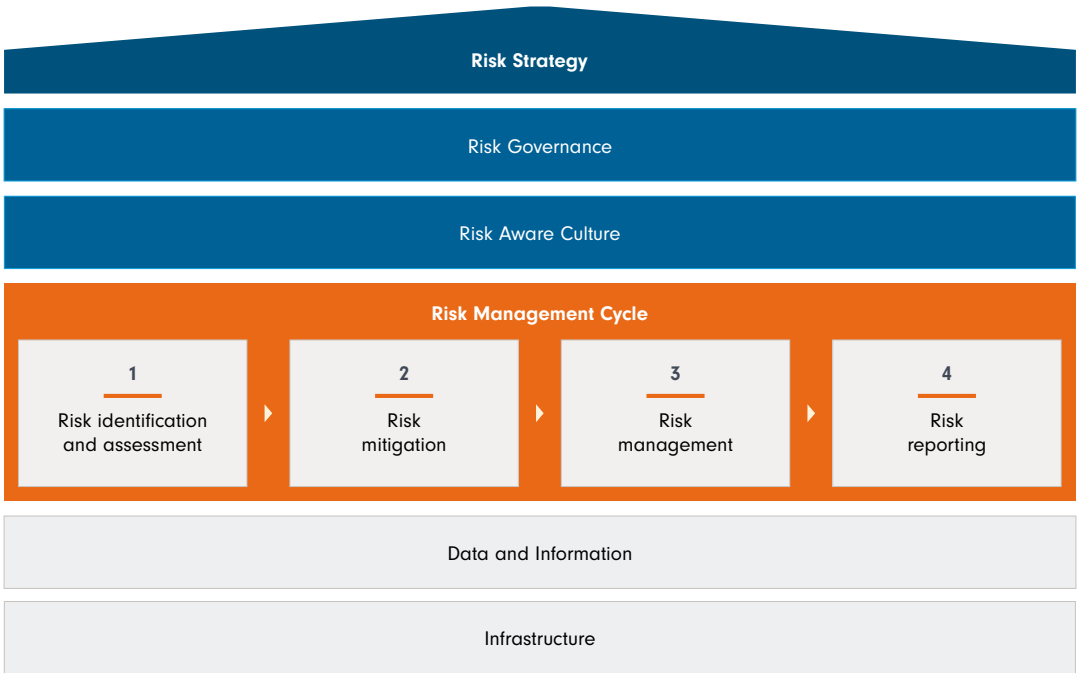 Risk Strategy
Risk Governance
Risk Aware Culture
Risk Management Cycle
1
Risk identification
and assessment
2
Risk
mitigation
3
Risk
management
4
Risk
reporting
Data and Information
Infrastructure